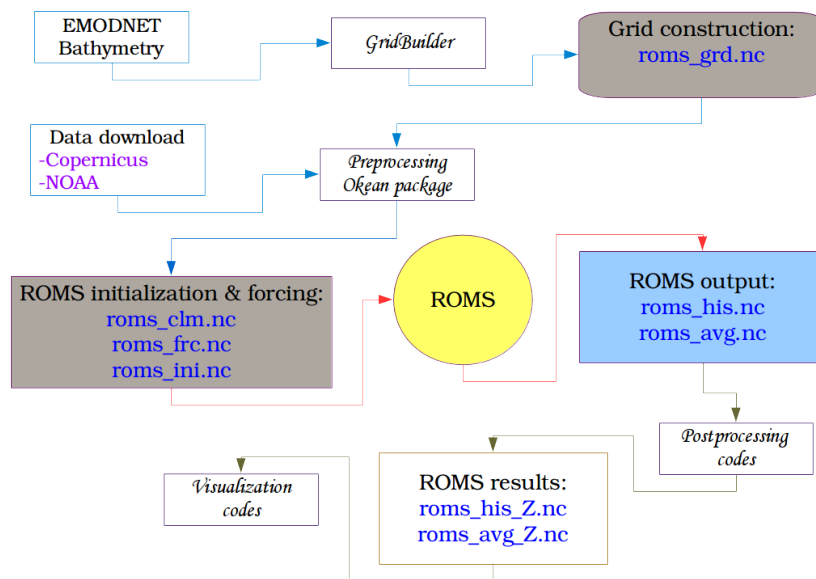 EMODNET
Bathymetry
GridBuilder
Grid construction:
roms_grd.nc
Data download
-Copernicus
-NOAA
Preprocessing
Okean package
ROMS initialization & forcing:
roms_clm.nc
roms_frc.nc
roms_ini.nc
ROMS
ROMS output:
roms_his.nc
roms_avg.nc
Postprocessing
codes
ROMS results:
roms_his_Z.nc
roms_avg_Z.nc
Visualization
codes